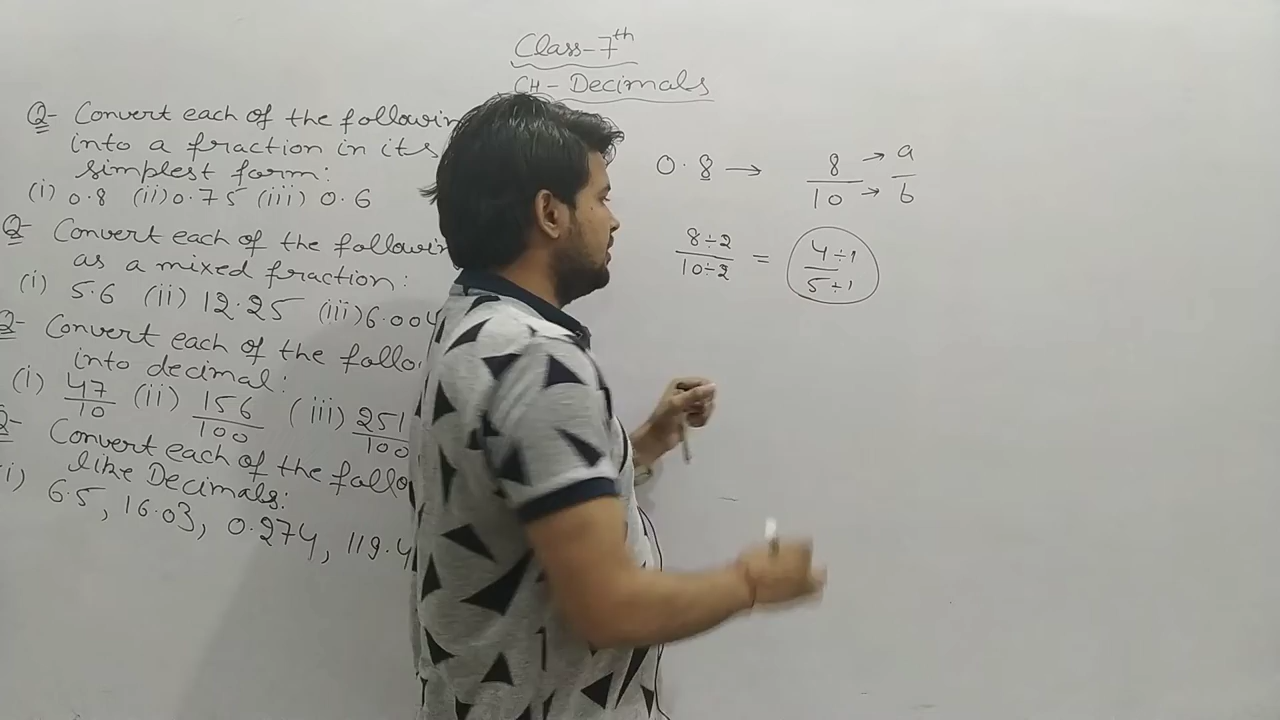 Class-7th
CH- Decimals
Q- Convert each of the
into a fraction in its
simplest form:
(i) 0.8 (ii) 0.75 (iii) 0.6
Q- Convert each of the
as a mixed fraction:
(i) 5.6 (ii) 12.25 (iii) 6.004
Q- Convert each of the
into decimal:
(i) 47/10 (ii) 156/100 (iii) 251/100
Q- Convert each of the
like Decimals:
i) 6.5, 16.03, 0.274, 119.4
0.8 → 8/10 → a/b
8÷2/10÷2 = 4÷1/5÷1